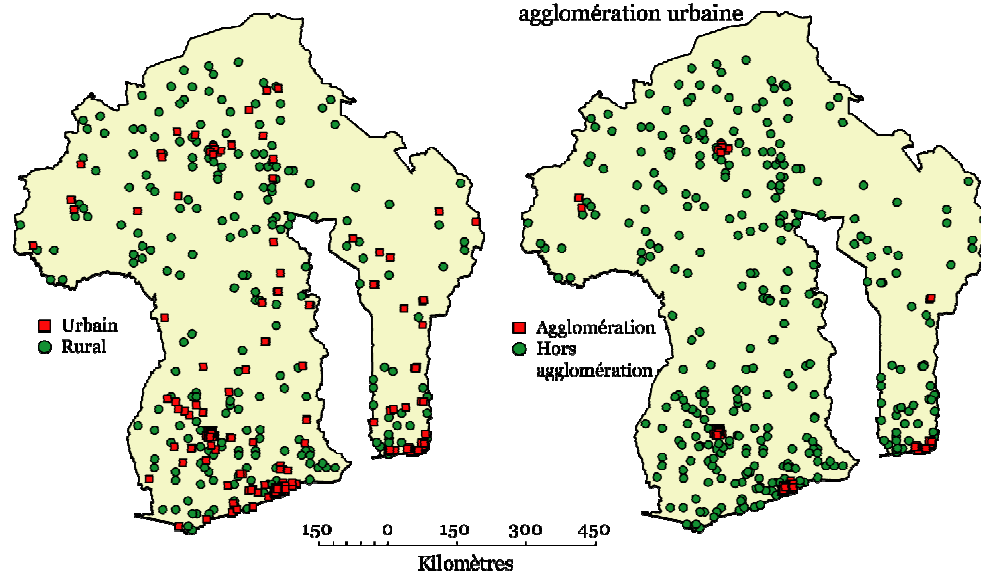 agglomération urbaine
Urbain
Rural
Agglomération
Hors
agglomération
150 0 150 300 450
Kilomètres